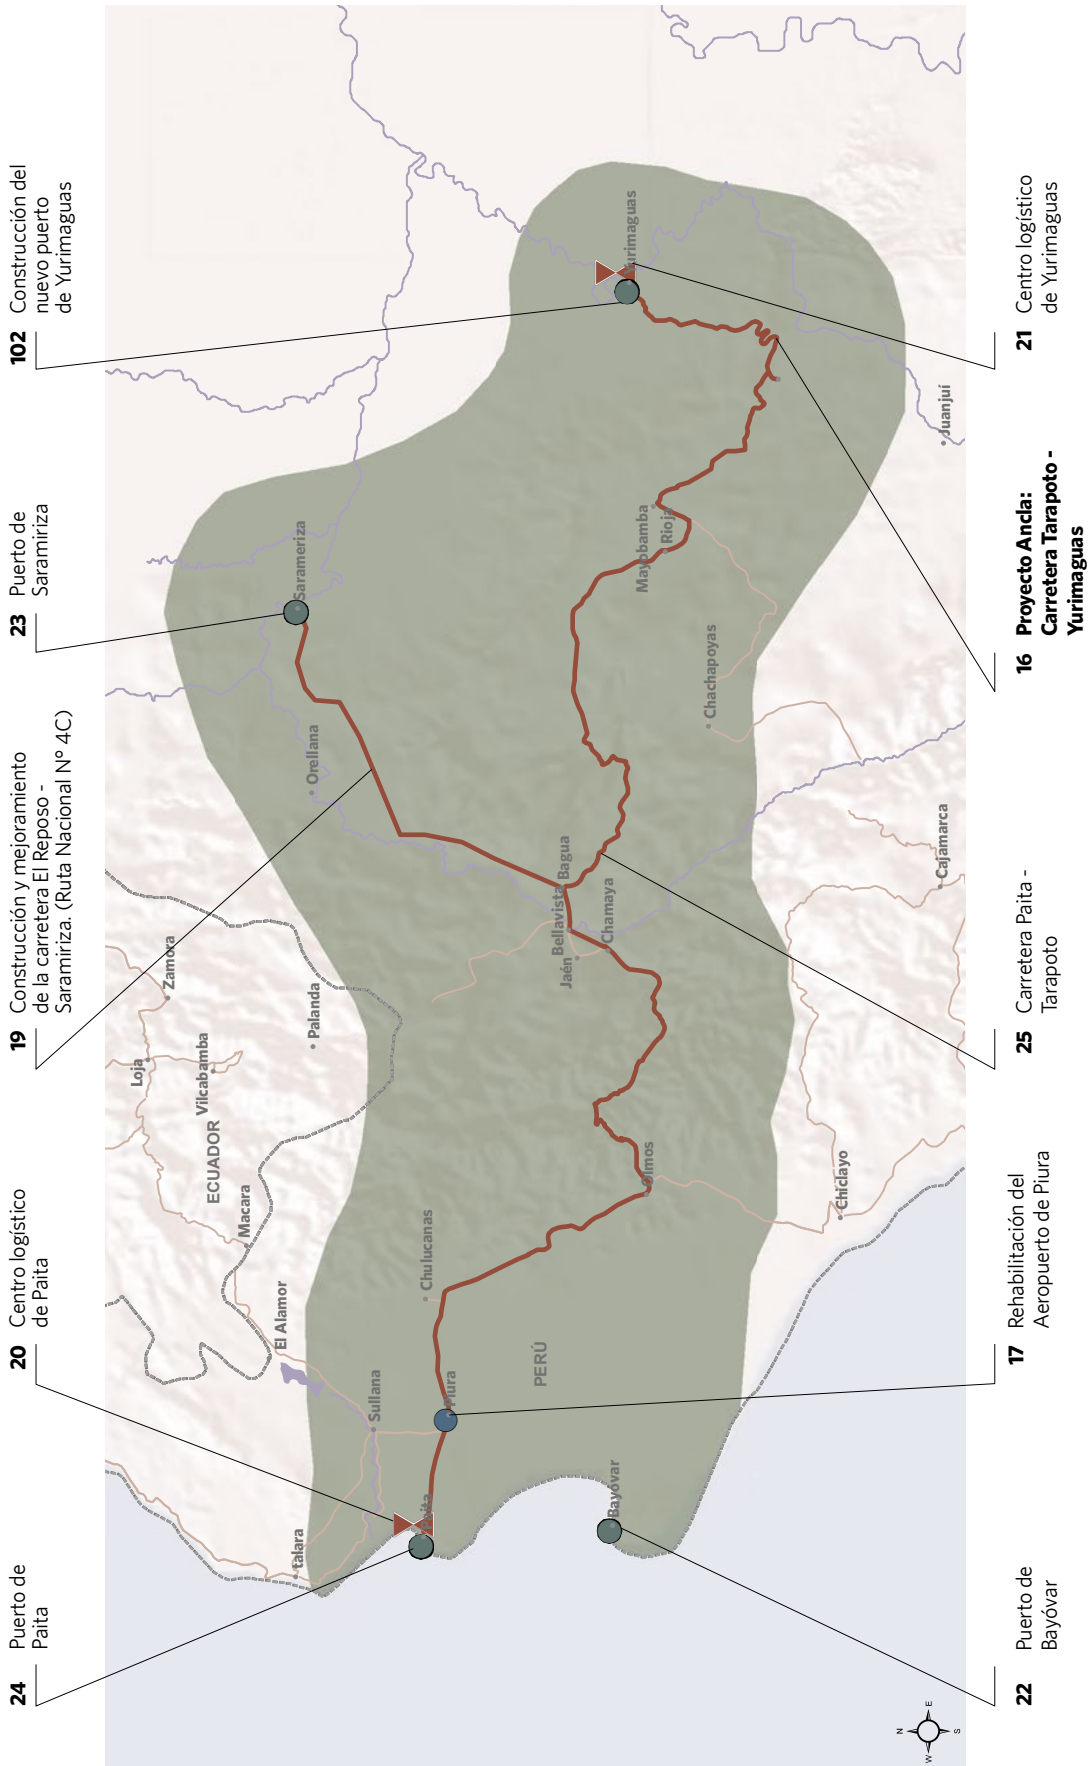 24 Puerto de
Paita
20 Centro logístico
de Paita
19 Construcción y mejoramiento
de la carretera El Reposo -
Saramiriza. (Ruta Nacional Nº 4C)
23 Puerto de
Saramiriza
102 Construcción del
nuevo puerto
de Yurimaguas
Loja
Zamora
Vilcabamba
ECUADOR
Macara
Palanda
El Alamor
talara
Sullana
Chulucanas
Paita
Piura
PERÚ
Bayóvar
Olmos
Chiclayo
Jaén
Bellavista
Bagua
Chamaya
Cajamarca
Orellana
Sarameriza
Chachapoyas
Mayobamba
Rioja
Yurimaguas
Juanjuí
N
W
E
S
22 Puerto de
Bayóvar
17 Rehabilitación del
Aeropuerto de Piura
25 Carretera Paita -
Tarapoto
16 Proyecto Ancla:
Carretera Tarapoto -
Yurimaguas
21 Centro logístico
de Yurimaguas